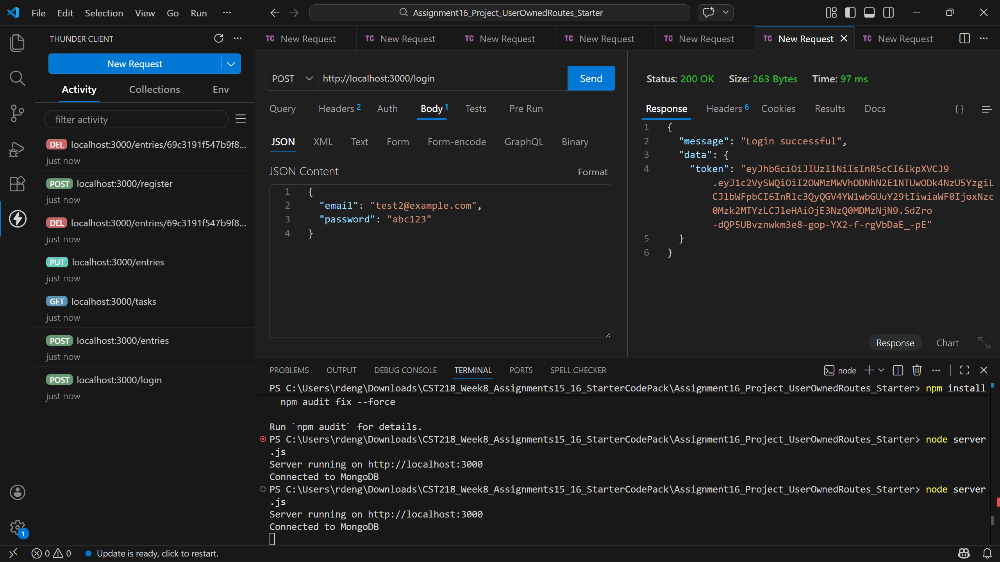 File Edit Selection View Go Run ···
Assignment16_Project_UserOwnedRoutes_Starter
THUNDER CLIENT
New Request
Activity Collections Env
filter activity
DEL localhost:3000/entries/69c3191f547b9f8...
just now
POST localhost:3000/register
just now
DEL localhost:3000/entries/69c3191f547b9f8...
just now
PUT localhost:3000/entries
just now
GET localhost:3000/tasks
just now
POST localhost:3000/entries
just now
POST localhost:3000/login
just now
TC New Request TC New Request TC New Request TC New Request TC New Request TC New Request TC New Request
POST http://localhost:3000/login Send
Query Headers 2 Auth Body 1 Tests Pre Run
JSON XML Text Form Form-encode GraphQL Binary
JSON Content Format
1 {
2 "email": "test2@example.com",
3 "password": "abc123"
4 }
Status: 200 OK Size: 263 Bytes Time: 97 ms
Response Headers 6 Cookies Results Docs { }
1 {
2 "message": "Login successful",
3 "data": {
4 "token": "eyJhbGciOiJIUzI1NiIsInR5cCI6IkpXVCJ9
.eyJ1c2VySWQiOiI2OWMzMWVhODNhN2E1NTUwODk4NzU5YzgiL
CJlbWFpbCI6InRlc3QyQGV4YW1wbGUuY29tIiwiaWF0IjoxNzc
0Mzk2MTYzLCJleHAiOjE3NzQ0MDMzNjN9.SdZro
-dQP5UBvznwkm3e8-gop-YX2-f-rgVbDaE_-pE"
5 }
6 }
Response Chart
PROBLEMS OUTPUT DEBUG CONSOLE TERMINAL PORTS SPELL CHECKER
node
PS C:\Users\rdeng\Downloads\CST218_Week8_Assignments15_16_StarterCodePack\Assignment16_Project_UserOwnedRoutes_Starter> npm install
npm audit fix --force
Run `npm audit` for details.
PS C:\Users\rdeng\Downloads\CST218_Week8_Assignments15_16_StarterCodePack\Assignment16_Project_UserOwnedRoutes_Starter> node server
.js
Server running on http://localhost:3000
Connected to MongoDB
PS C:\Users\rdeng\Downloads\CST218_Week8_Assignments15_16_StarterCodePack\Assignment16_Project_UserOwnedRoutes_Starter> node server
.js
Server running on http://localhost:3000
Connected to MongoDB
1
0 0 Update is ready, click to restart.